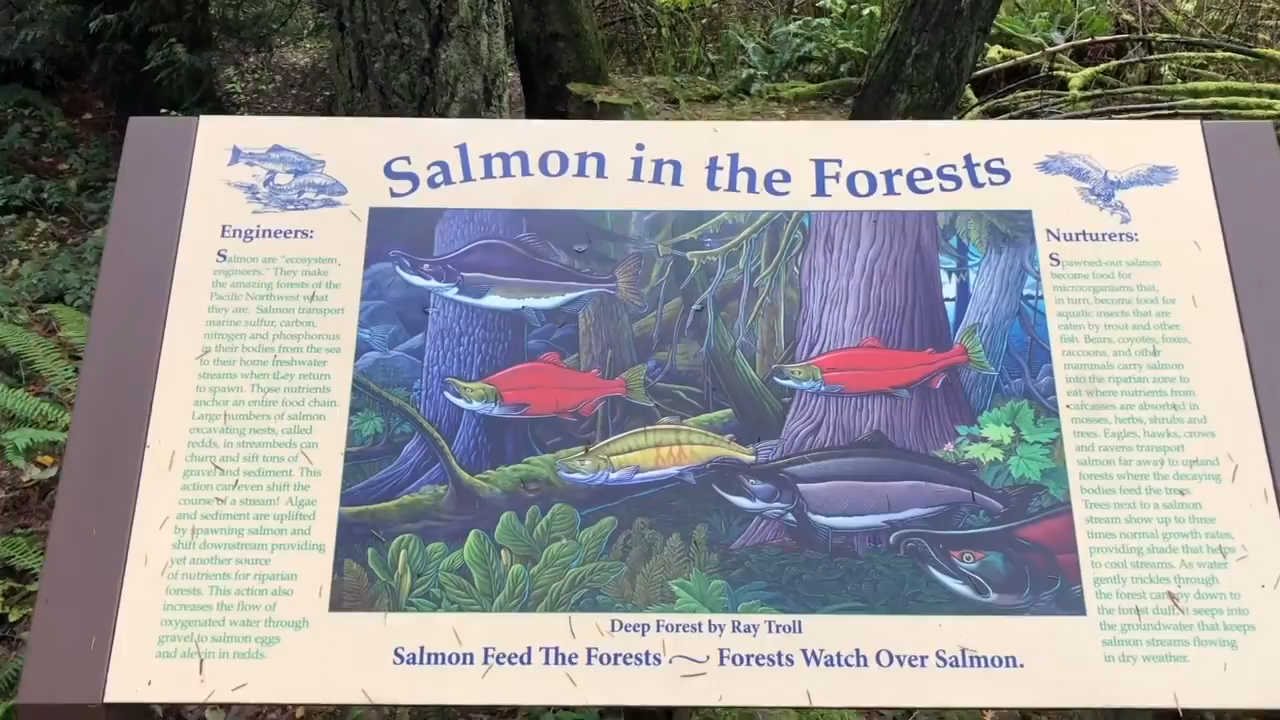 Salmon in the Forests
Engineers:
Salmon are "ecosystem,
engineers." They make
the amazing forests of the
Pacific Northwest what
they are. Salmon transport
marine sulfur, carbon,
nitrogen and phosphorous
in their bodies from the sea
to their home freshwater
streams when they return
to spawn. Those nutrients
anchor an entire food chain.
Large numbers of salmon
excavating nests, called
redds, in streambeds can
churn and sift tons of
gravel and sediment. This
action can even shift the
course of a stream! Algae
and sediment are uplifted
by spawning salmon and
shift downstream providing
yet another source
of nutrients for riparian
forests. This action also
increases the flow of
oxygenated water through
gravel to salmon eggs
and alevin in redds.
Nurturers:
Spawned-out salmon
become food for
microorganisms that,
in turn, become food for
aquatic insects that are
eaten by trout and other
fish. Bears, coyotes, foxes,
raccoons, and other
mammals carry salmon
into the riparian zone to
eat where nutrients from
carcasses are absorbed in
mosses, herbs, shrubs and
trees. Eagles, hawks, crows
and ravens transport
salmon far away to upland
forests where the decaying
bodies feed the trees.
Trees next to a salmon
stream show up to three
times normal growth rates,
providing shade that helps
to cool streams. As water
gently trickles through
the forest canopy down to
the forest duff, it seeps into
the groundwater that keeps
salmon streams flowing
in dry weather.
Deep Forest by Ray Troll
Salmon Feed The Forests ~ Forests Watch Over Salmon.